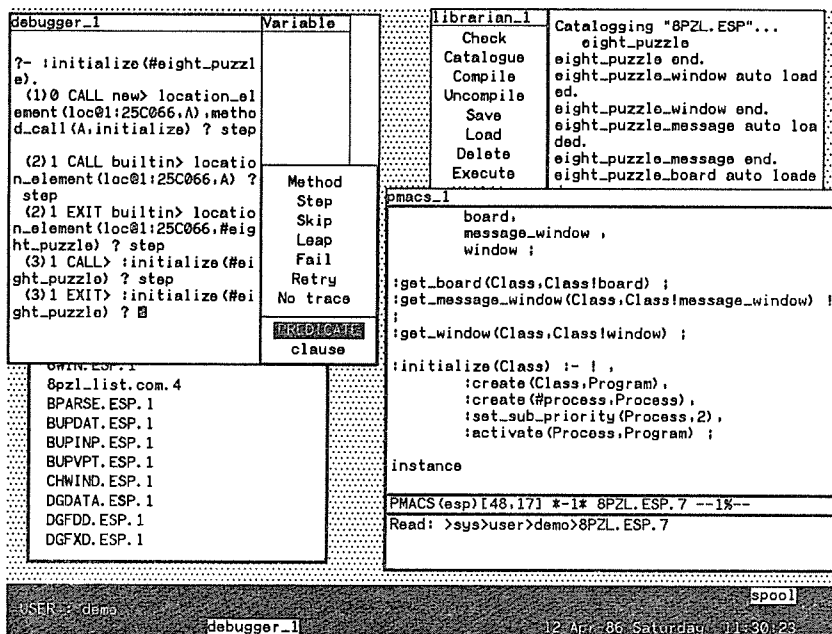 debugger_1
Variable
?- :initialize(#eight_puzzl
e).
(1)0 CALL new> location_el
ement(loc@1:25C066,A),metho
d_call(A,initialize) ? step
(2)1 CALL builtin> locatio
n_element(loc@1:25C066,A) ?
step
(2)1 EXIT builtin> locatio
n_element(loc@1:25C066,#eig
ht_puzzle) ? step
(3)1 CALL> :initialize(#ei
ght_puzzle) ? step
(3)1 EXIT> :initialize(#ei
ght_puzzle) ?
Method
Step
Skip
Leap
Fail
Retry
No trace
PREDICATE
clause
librarian_1
Check
Catalogue
Compile
Uncompile
Save
Load
Delete
Execute
Catalogging "8PZL.ESP"...
eight_puzzle
eight_puzzle end.
eight_puzzle_window auto load
ed.
eight_puzzle_window end.
eight_puzzle_message auto loa
ded.
eight_puzzle_message end.
eight_puzzle_board auto loade
pmacs_1
board,
message_window ,
window ;
:get_board(Class,Class!board) ;
:get_message_window(Class,Class!message_window) !
;
:get_window(Class,Class!window) ;
:initialize(Class) :- ! ,
:create(Class,Program),
:create(#process,Process),
:set_sub_priority(Process,2),
:activate(Process,Program) ;
instance
PMACS(esp)[48,17] *-1* 8PZL.ESP.7 --1%--
Read: >sys>user>demo>8PZL.ESP.7
8WIN.ESP.1
8pzl_list.com.4
BPARSE.ESP.1
BUPDAT.ESP.1
BUPINP.ESP.1
BUPVPT.ESP.1
CHWIND.ESP.1
DGDATA.ESP.1
DGFDD.ESP.1
DGFXD.ESP.1
spool
USER : demo
debugger_1
12 Apr-86 Saturday 11:30:23